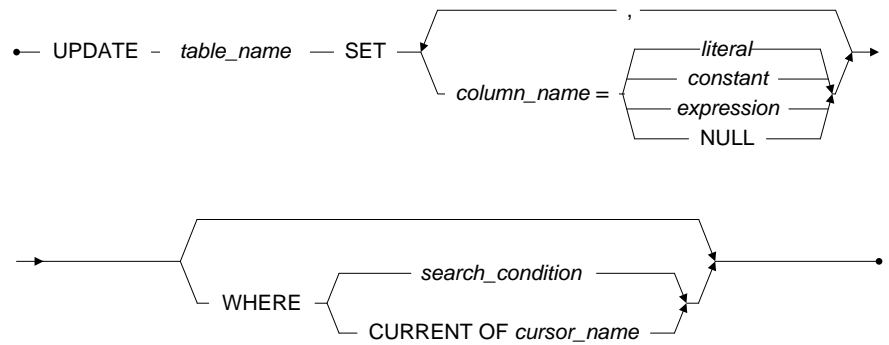 ,
UPDATE table_name SET
literal
constant
column_name =
expression
NULL
search_condition
WHERE
CURRENT OF cursor_name